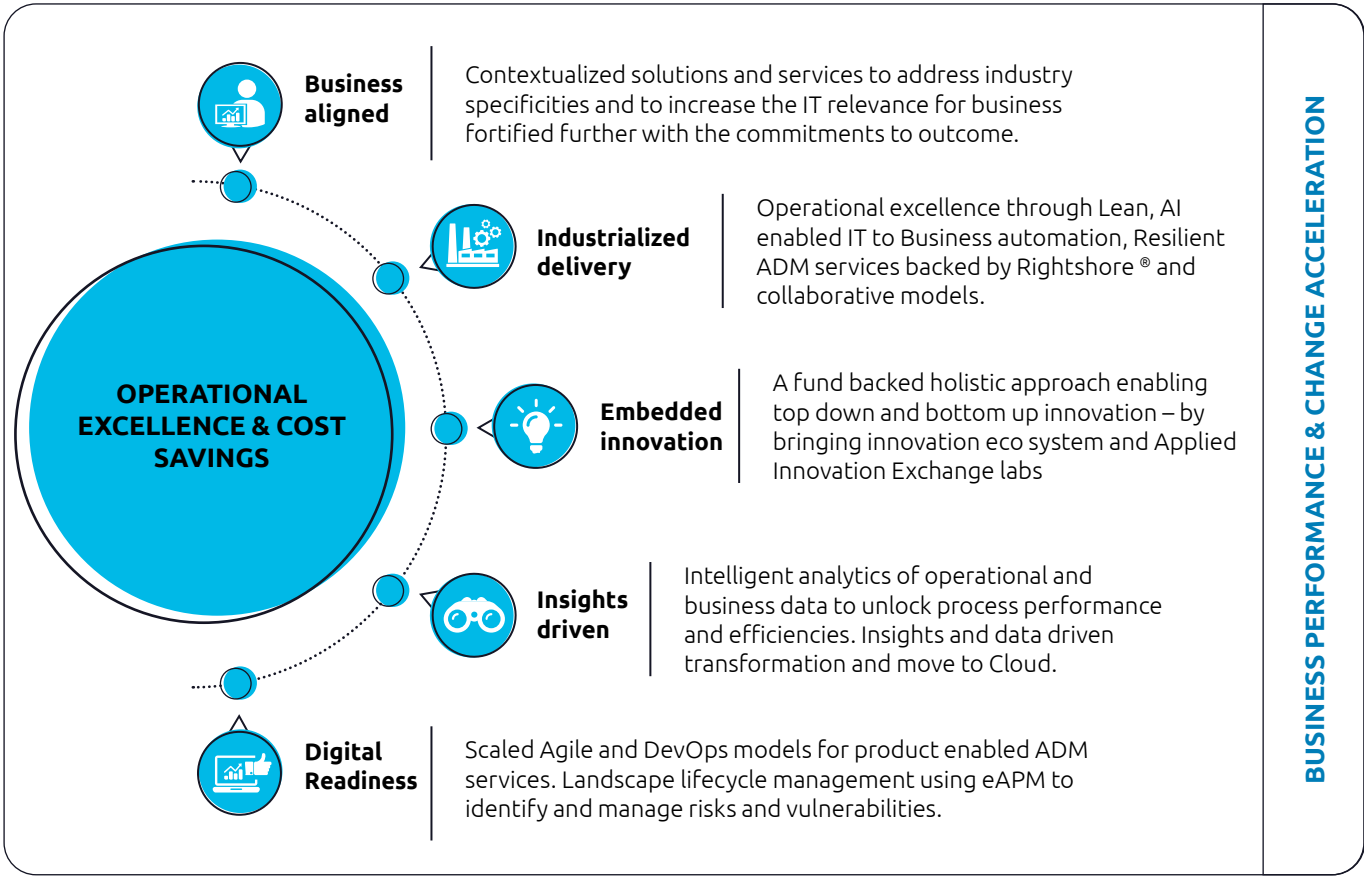 Business
aligned
Contextualized solutions and services to address industry
specificities and to increase the IT relevance for business
fortified further with the commitments to outcome.
Industrialized
delivery
Operational excellence through Lean, AI
enabled IT to Business automation, Resilient
ADM services backed by Rightshore ® and
collaborative models.
OPERATIONAL
EXCELLENCE & COST
SAVINGS
Embedded
innovation
A fund backed holistic approach enabling
top down and bottom up innovation – by
bringing innovation eco system and Applied
Innovation Exchange labs
Insights
driven
Intelligent analytics of operational and
business data to unlock process performance
and efficiencies. Insights and data driven
transformation and move to Cloud.
Digital
Readiness
Scaled Agile and DevOps models for product enabled ADM
services. Landscape lifecycle management using eAPM to
identify and manage risks and vulnerabilities.
BUSINESS PERFORMANCE & CHANGE ACCELERATION